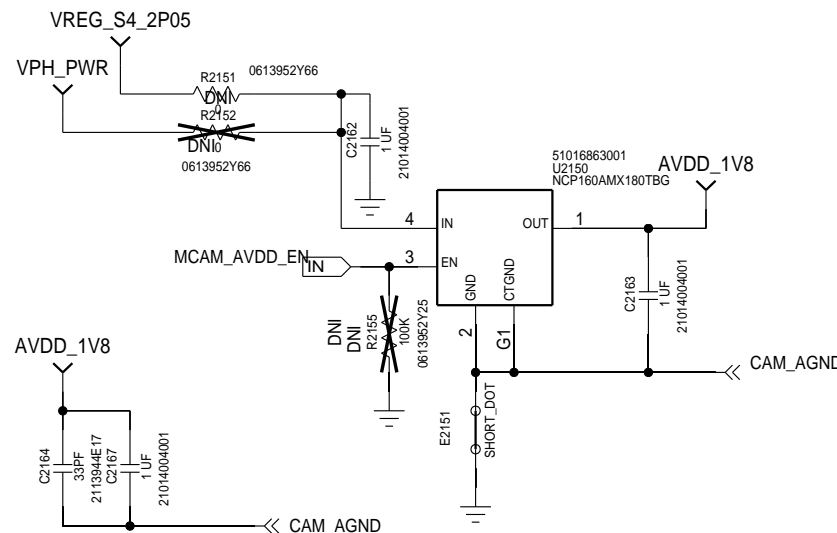 VREG_S4_2P05
VPH_PWR
R2151
0613952Y66
DNI
0
R2152
DNI
0
0613952Y66
C2162
1 UF
21014004001
51016863001
U2150
NCP160AMX180TBG
AVDD_1V8
4
IN
OUT
1
MCAM_AVDD_EN
IN
3
EN
GND
CTGND
2
G1
C2163
1 UF
21014004001
DNI
DNI
R2155
100K
0613952Y25
CAM_AGND
E2151
SHORT_DOT
AVDD_1V8
C2164
33PF
2113944E17
C2167
1 UF
21014004001
CAM_AGND